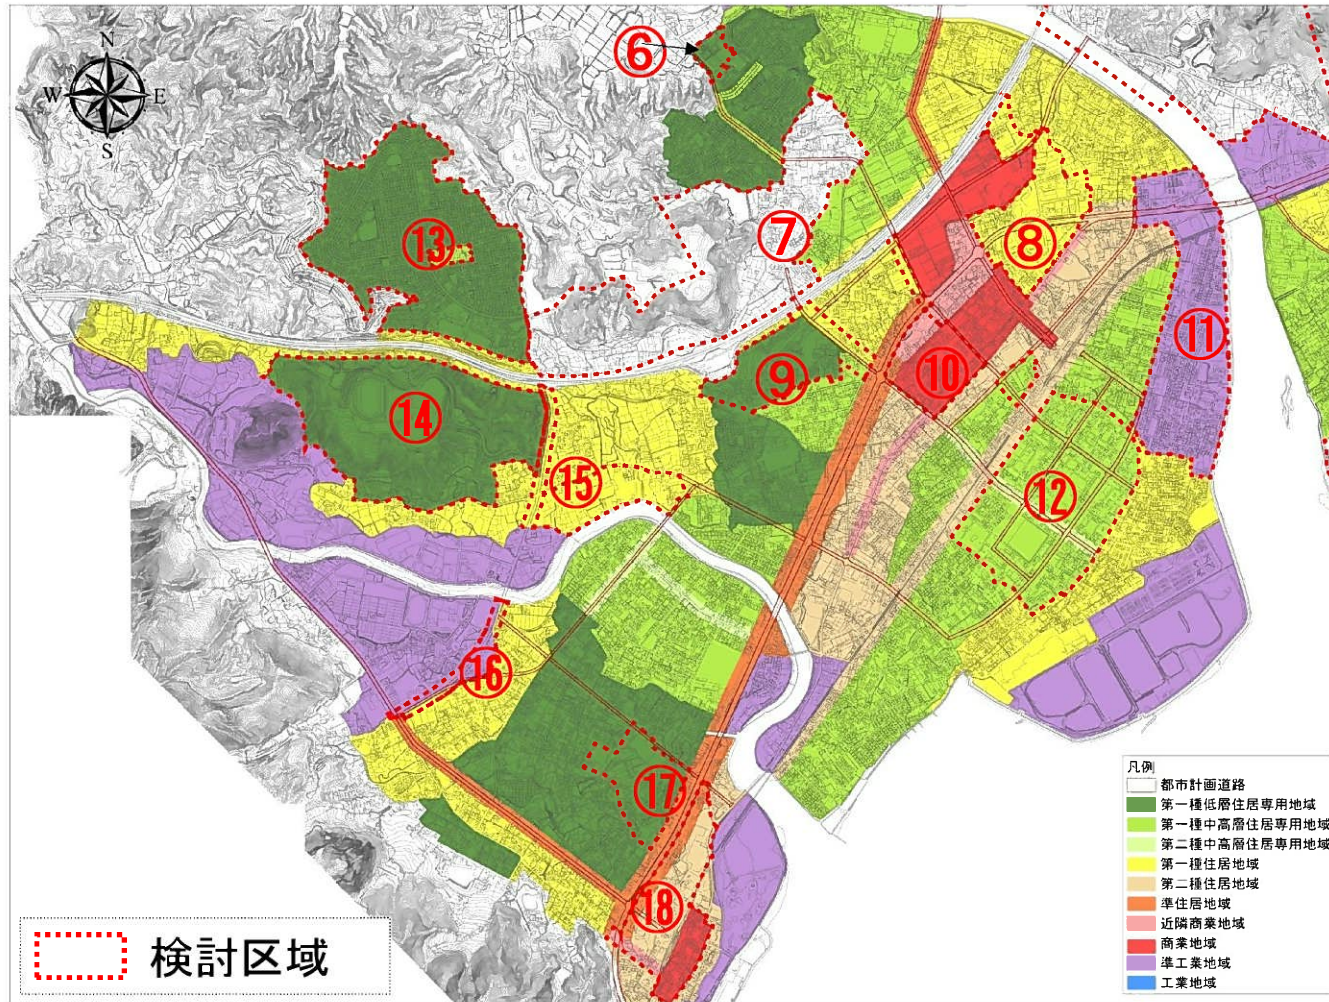 N
W E
S
⑥
⑦
⑧
⑨
⑩
⑪
⑫
⑬
⑭
⑮
⑯
⑰
⑱
凡例
都市計画道路
第一種低層住居専用地域
第一種中高層住居専用地域
第二種中高層住居専用地域
第一種住居地域
第二種住居地域
準住居地域
近隣商業地域
商業地域
準工業地域
工業地域
検討区域